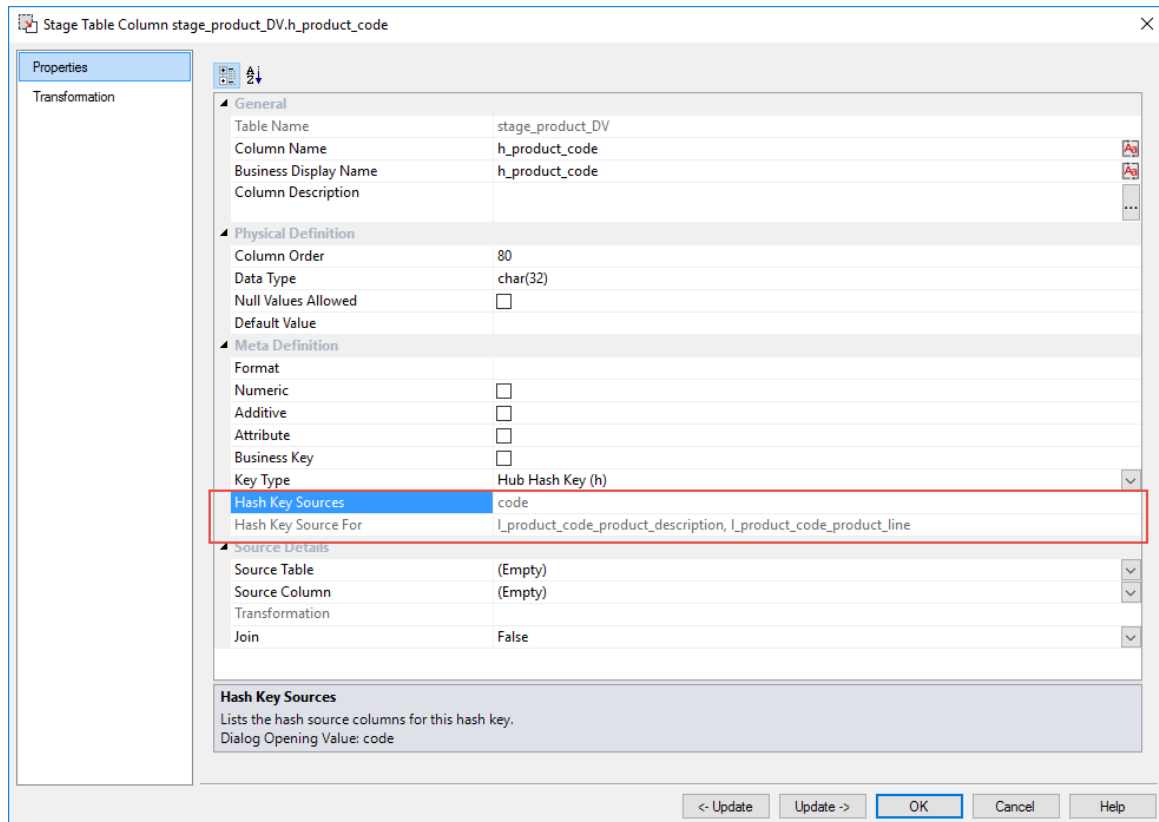 Stage Table Column stage_product_DV.h_product_code
Properties
Transformation
General
Table Name stage_product_DV
Column Name h_product_code
Business Display Name h_product_code
Column Description
...
Physical Definition
Column Order 80
Data Type char(32)
Null Values Allowed
Default Value
Meta Definition
Format
Numeric
Additive
Attribute
Business Key
Key Type Hub Hash Key (h)
Hash Key Sources code
Hash Key Source For l_product_code_product_description, l_product_code_product_line
Source Details
Source Table (Empty)
Source Column (Empty)
Transformation
Join False
Hash Key Sources
Lists the hash source columns for this hash key.
Dialog Opening Value: code
<- Update Update -> OK Cancel Help